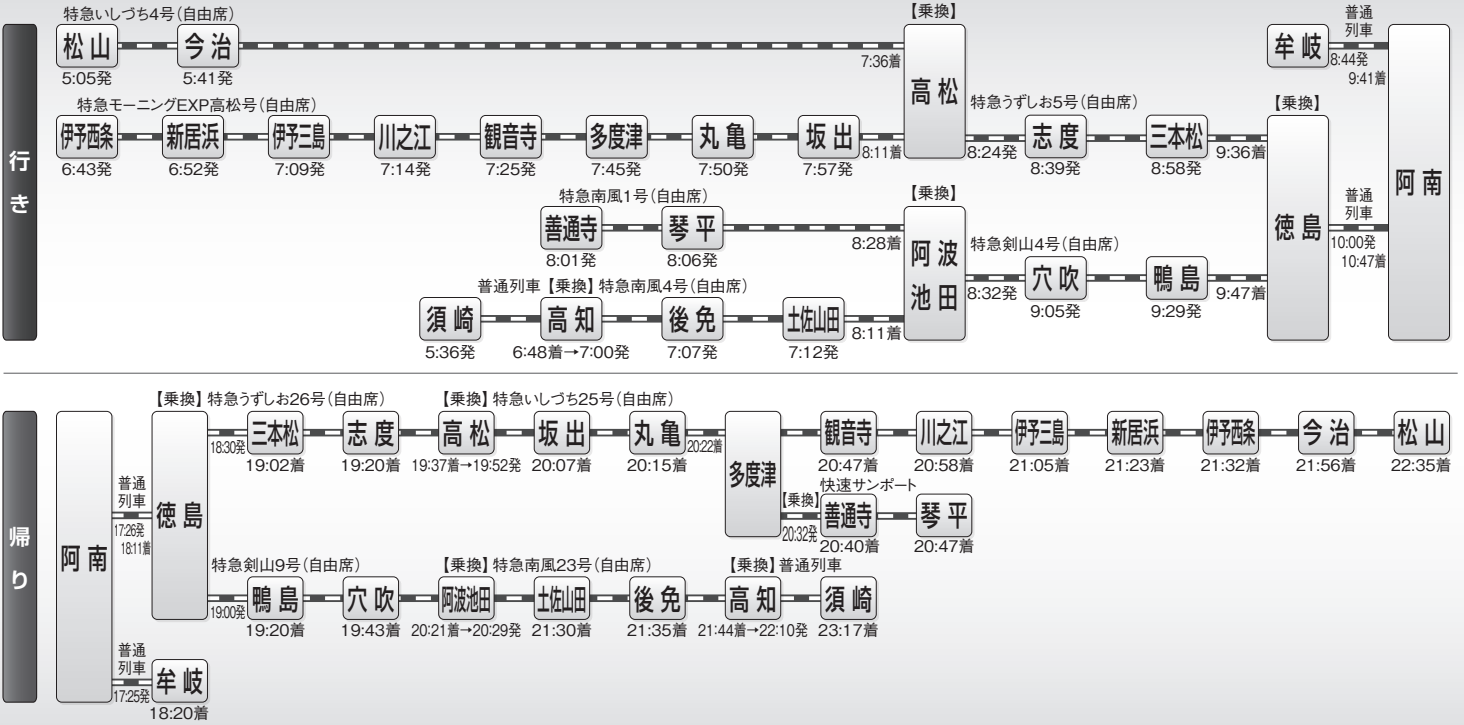 行き
特急いしづち4号(自由席)
【乗換】
普通
列車
松山
今治
高松
牟岐
阿南
5:05発
5:41発
7:36着
8:44発
9:41着
特急モーニングEXP高松号(自由席)
特急うずしお5号(自由席)
【乗換】
伊予西条
新居浜
伊予三島
川之江
観音寺
多度津
丸亀
坂出
志度
三本松
徳島
8:11着
8:24発
9:36着
6:43発
6:52発
7:09発
7:14発
7:25発
7:45発
7:50発
7:57発
8:39発
8:58発
特急南風1号(自由席)
【乗換】
普通
列車
善通寺
琴平
阿波池田
8:28着
10:00発
10:47着
8:01発
8:06発
特急剣山4号(自由席)
穴吹
鴨島
8:32発
9:47着
9:05発
9:29発
普通列車【乗換】特急南風4号(自由席)
須崎
高知
後免
土佐山田
8:11着
5:36発
6:48着→7:00発
7:07発
7:12発
帰り
【乗換】特急うずしお26号(自由席)
【乗換】特急いしづち25号(自由席)
阿南
徳島
三本松
志度
高松
坂出
丸亀
多度津
観音寺
川之江
伊予三島
新居浜
伊予西条
今治
松山
18:30発
20:22着
19:02着
19:20着
19:37着→19:52発
20:07着
20:15着
20:47着
20:58着
21:05着
21:23着
21:32着
21:56着
22:35着
普通
列車
17:26発
18:11着
快速サンポート
【乗換】
善通寺
琴平
20:32発
20:40着
20:47着
特急剣山9号(自由席)
【乗換】特急南風23号(自由席)
【乗換】普通列車
鴨島
穴吹
阿波池田
土佐山田
後免
高知
須崎
19:00発
19:20着
19:43着
20:21着→20:29発
21:30着
21:35着
21:44着→22:10発
23:17着
普通
列車
牟岐
17:25発
18:20着